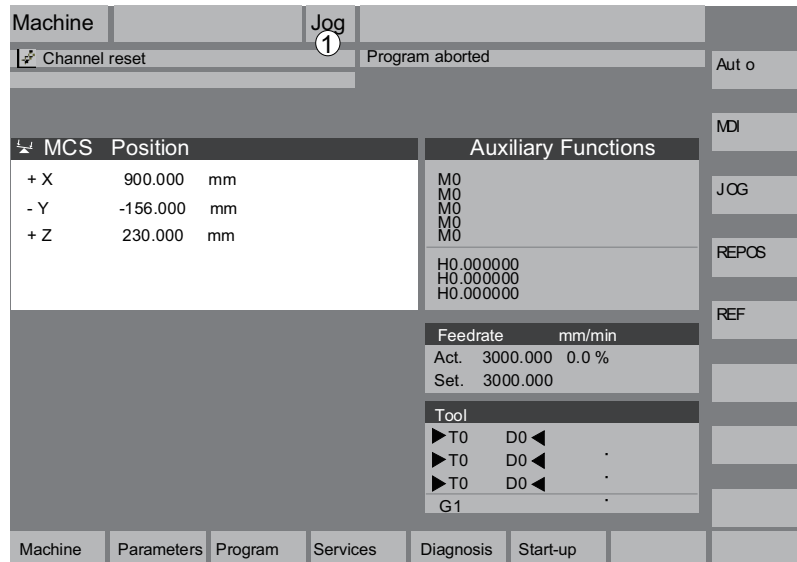 Machine Jog
①
Channel reset Program aborted
MCS Position
+ X 900.000 mm
- Y -156.000 mm
+ Z 230.000 mm
Auxiliary Functions
M0
M0
M0
M0
M0
H0.000000
H0.000000
H0.000000
Feedrate mm/min
Act. 3000.000 0.0 %
Set. 3000.000
Tool
T0 D0
T0 D0
T0 D0
G1
Aut o
MDI
JOG
REPOS
REF
Machine Parameters Program Services Diagnosis Start-up